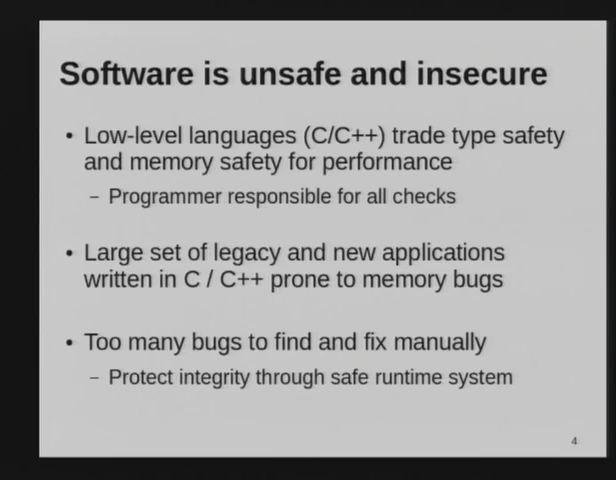 Software is unsafe and insecure
• Low-level languages (C/C++) trade type safety
and memory safety for performance
– Programmer responsible for all checks
• Large set of legacy and new applications
written in C / C++ prone to memory bugs
• Too many bugs to find and fix manually
– Protect integrity through safe runtime system
4